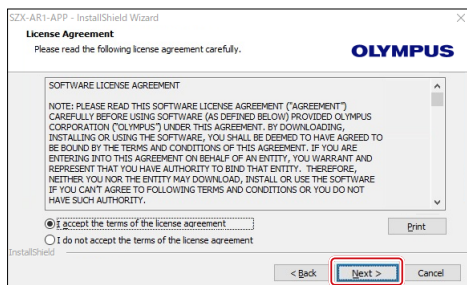 SZX-AR1-APP - InstallShield Wizard
License Agreement
Please read the following license agreement carefully.
OLYMPUS
SOFTWARE LICENSE AGREEMENT
NOTE: PLEASE READ THIS SOFTWARE LICENSE AGREEMENT ("AGREEMENT")
CAREFULLY BEFORE USING SOFTWARE (AS DEFINED BELOW) PROVIDED OLYMPUS
CORPORATION ("OLYMPUS") UNDER THIS AGREEMENT. BY DOWNLOADING,
INSTALLING OR USING THE SOFTWARE, YOU SHALL BE DEEMED TO HAVE AGREED TO
BE BOUND BY THE TERMS AND CONDITIONS OF THIS AGREEMENT. IF YOU ARE
ENTERING INTO THIS AGREEMENT ON BEHALF OF AN ENTITY, YOU WARRANT AND
REPRESENT THAT YOU HAVE AUTHORITY TO BIND THAT ENTITY. THEREFORE,
NEITHER YOU NOR THE ENTITY MAY DOWNLOAD, INSTALL OR USE THE SOFTWARE
IF YOU CAN'T AGREE TO FOLLOWING TERMS AND CONDITIONS OR YOU DO NOT
HAVE SUCH AUTHORITY.
I accept the terms of the license agreement
Print
I do not accept the terms of the license agreement
InstallShield
< Back
Next >
Cancel